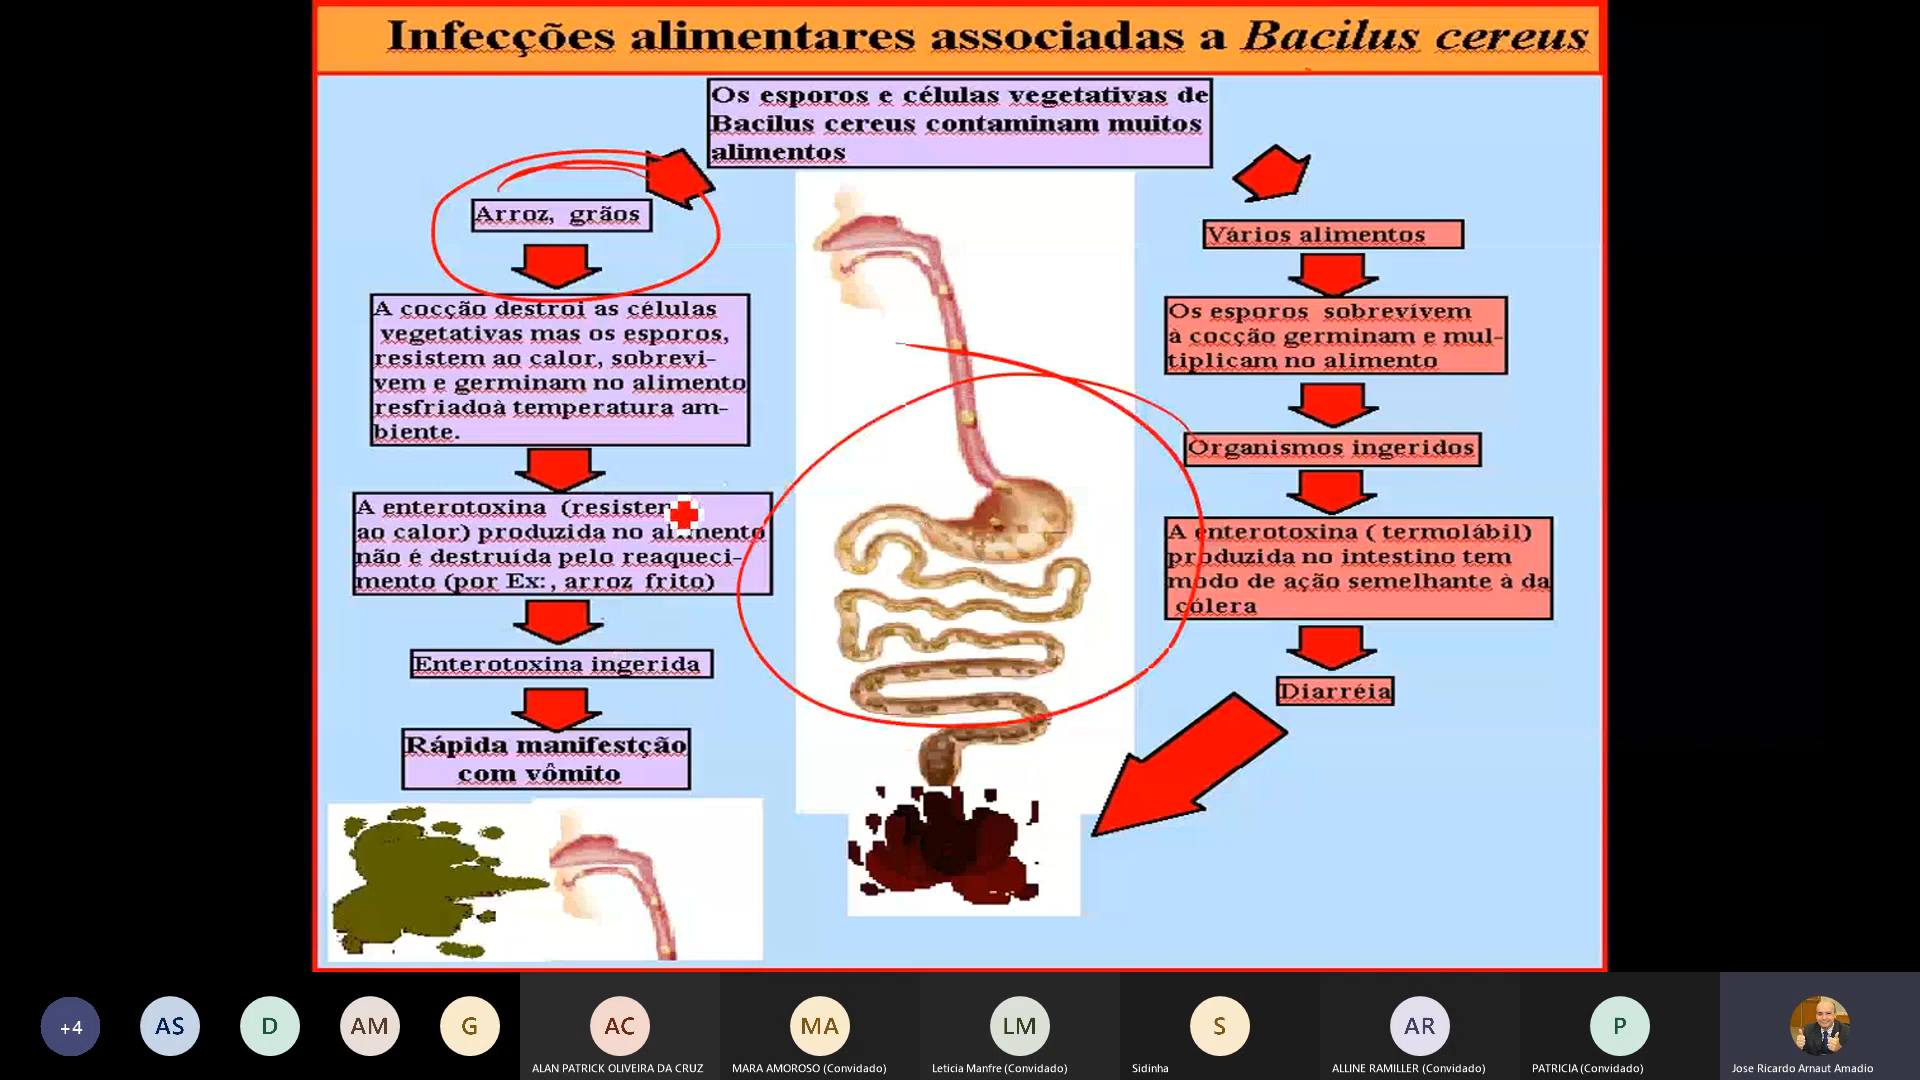 Infecções alimentares associadas a Bacilus cereus
Os esporos e células vegetativas de
Bacilus cereus contaminam muitos
alimentos
Arroz, grãos
A cocção destroi as células
vegetativas mas os esporos,
resistem ao calor, sobrevi-
vem e germinam no alimento
resfriadoà temperatura am-
biente.
A enterotoxina (resisten
ao calor) produzida no alimento
não é destruída pelo reaqueci-
mento (por Ex:, arroz frito)
Enterotoxina ingerida
Rápida manifestção
com vômito
Vários alimentos
Os esporos sobrevivem
à cocção germinam e mul-
tiplicam no alimento
Organismos ingeridos
A enterotoxina ( termolábil)
produzida no intestino tem
modo de ação semelhante à da
cólera
Diarréia
+4
AS
D
AM
G
AC
ALAN PATRICK OLIVEIRA DA CRUZ
MA
MARA AMOROSO (Convidado)
LM
Leticia Manfre (Convidado)
S
Sidinha
AR
ALLINE RAMILLER (Convidado)
P
PATRICIA (Convidado)
Jose Ricardo Arnaut Amadio